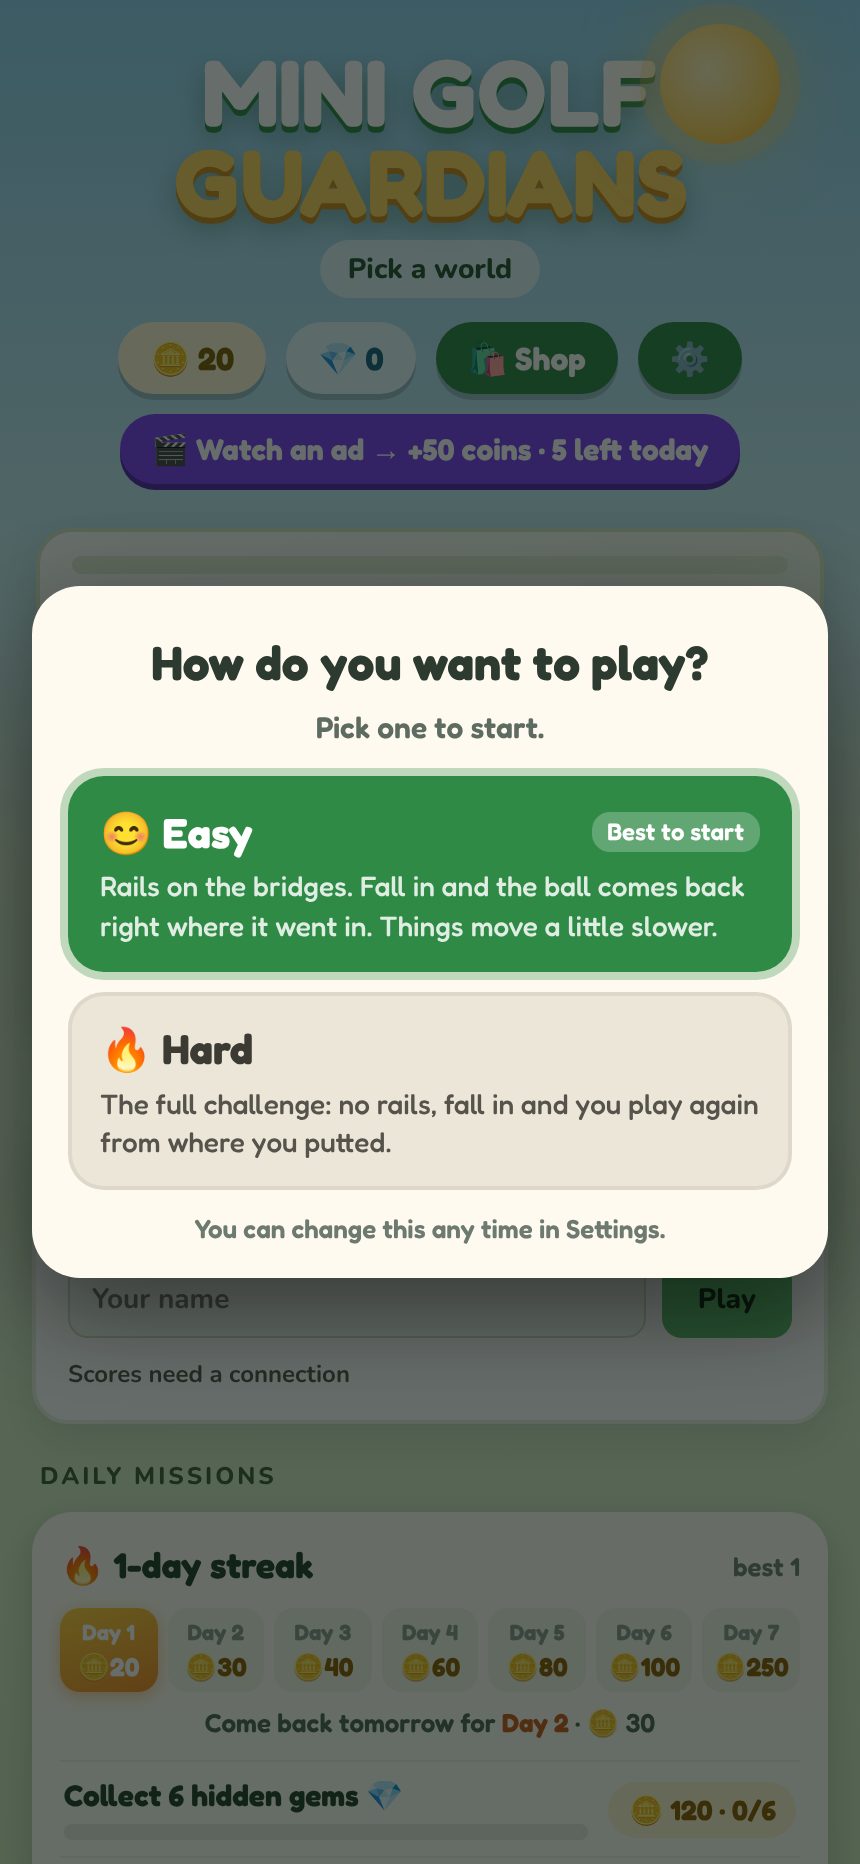 MINI GOLF
GUARDIANS
Pick a world
20
0
Shop
Watch an ad → +50 coins · 5 left today
How do you want to play?
Pick one to start.
Easy
Best to start
Rails on the bridges. Fall in and the ball comes back
right where it went in. Things move a little slower.
Hard
The full challenge: no rails, fall in and you play again
from where you putted.
You can change this any time in Settings.
Your name
Play
Scores need a connection
DAILY MISSIONS
1-day streak
best 1
Day 1 Day 2 Day 3 Day 4 Day 5 Day 6 Day 7
20 30 40 60 80 100 250
Come back tomorrow for Day 2 · 30
Collect 6 hidden gems
120 · 0/6